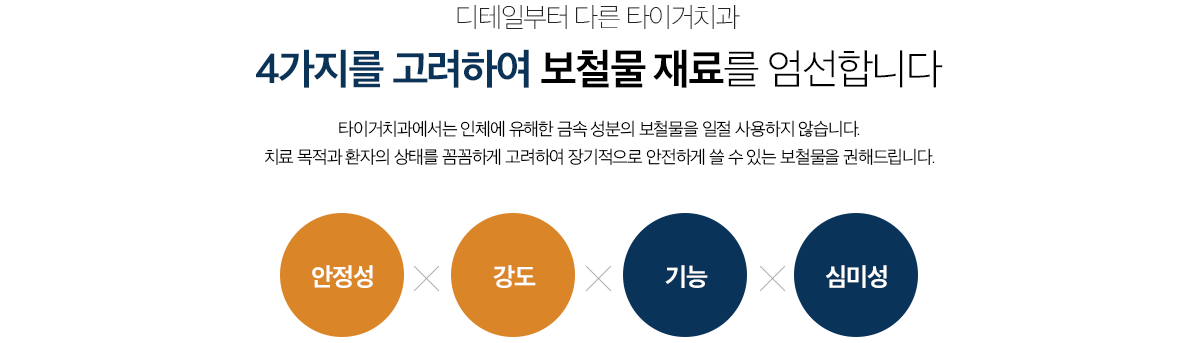 디테일부터 다른 타이거치과
4가지를 고려하여 보철물 재료를 엄선합니다
타이거치과에서는 인체에 유해한 금속 성분의 보철물을 일절 사용하지 않습니다.
치료 목적과 환자의 상태를 꼼꼼하게 고려하여 장기적으로 안전하게 쓸 수 있는 보철물을 권해드립니다.
안정성 × 강도 × 기능 × 심미성